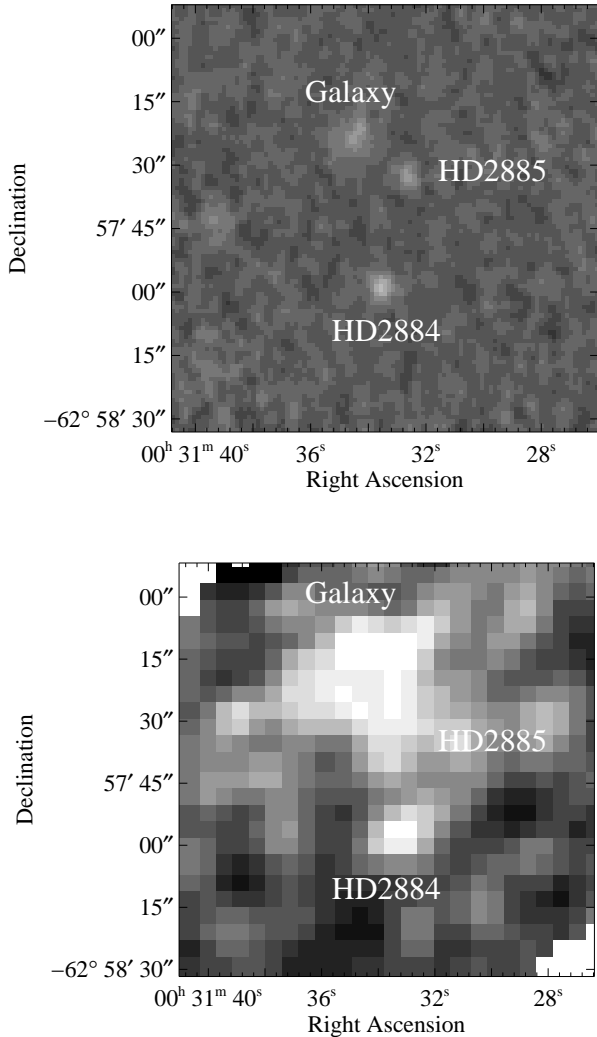 00″
15″
Galaxy
30″
HD2885
57′ 45″
Declination
00″
HD2884
15″
−62° 58′ 30″
00ʰ 31ᵐ 40ˢ 36ˢ 32ˢ 28ˢ
Right Ascension
00″
Galaxy
15″
30″
HD2885
57′ 45″
Declination
00″
HD2884
15″
−62° 58′ 30″
00ʰ 31ᵐ 40ˢ 36ˢ 32ˢ 28ˢ
Right Ascension